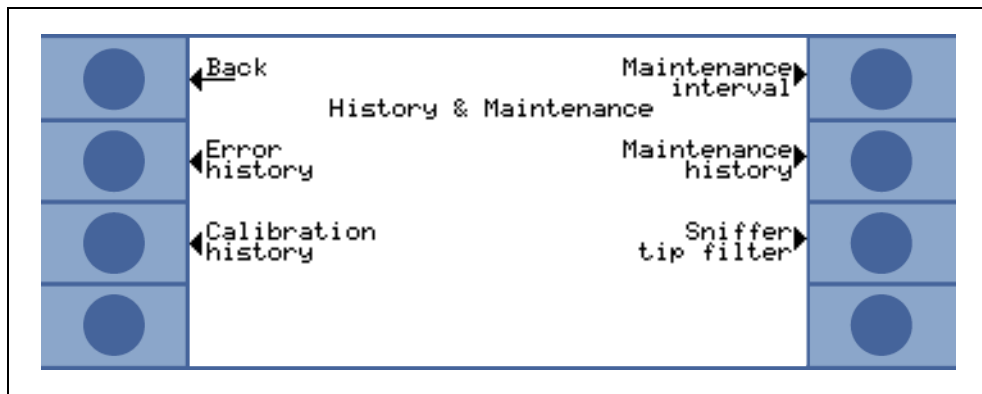 Back
Maintenance
interval
History & Maintenance
Error
history
Maintenance
history
Calibration
history
Sniffer
tip filter